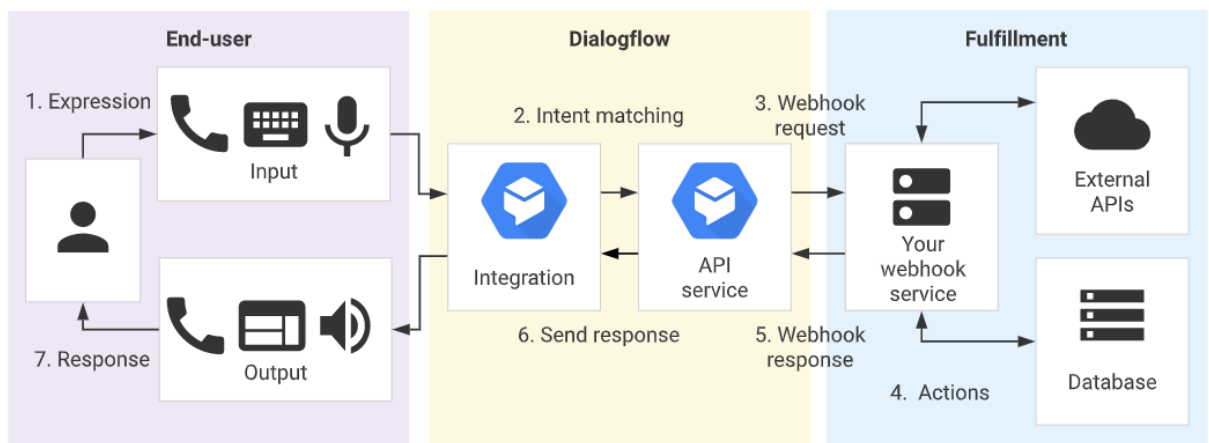 End-user
Dialogflow
Fulfillment
1. Expression
Input
2. Intent matching
3. Webhook
request
External
APIs
Integration
API
service
Your
webhook
service
7. Response
Output
6. Send response
5. Webhook
response
4. Actions
Database